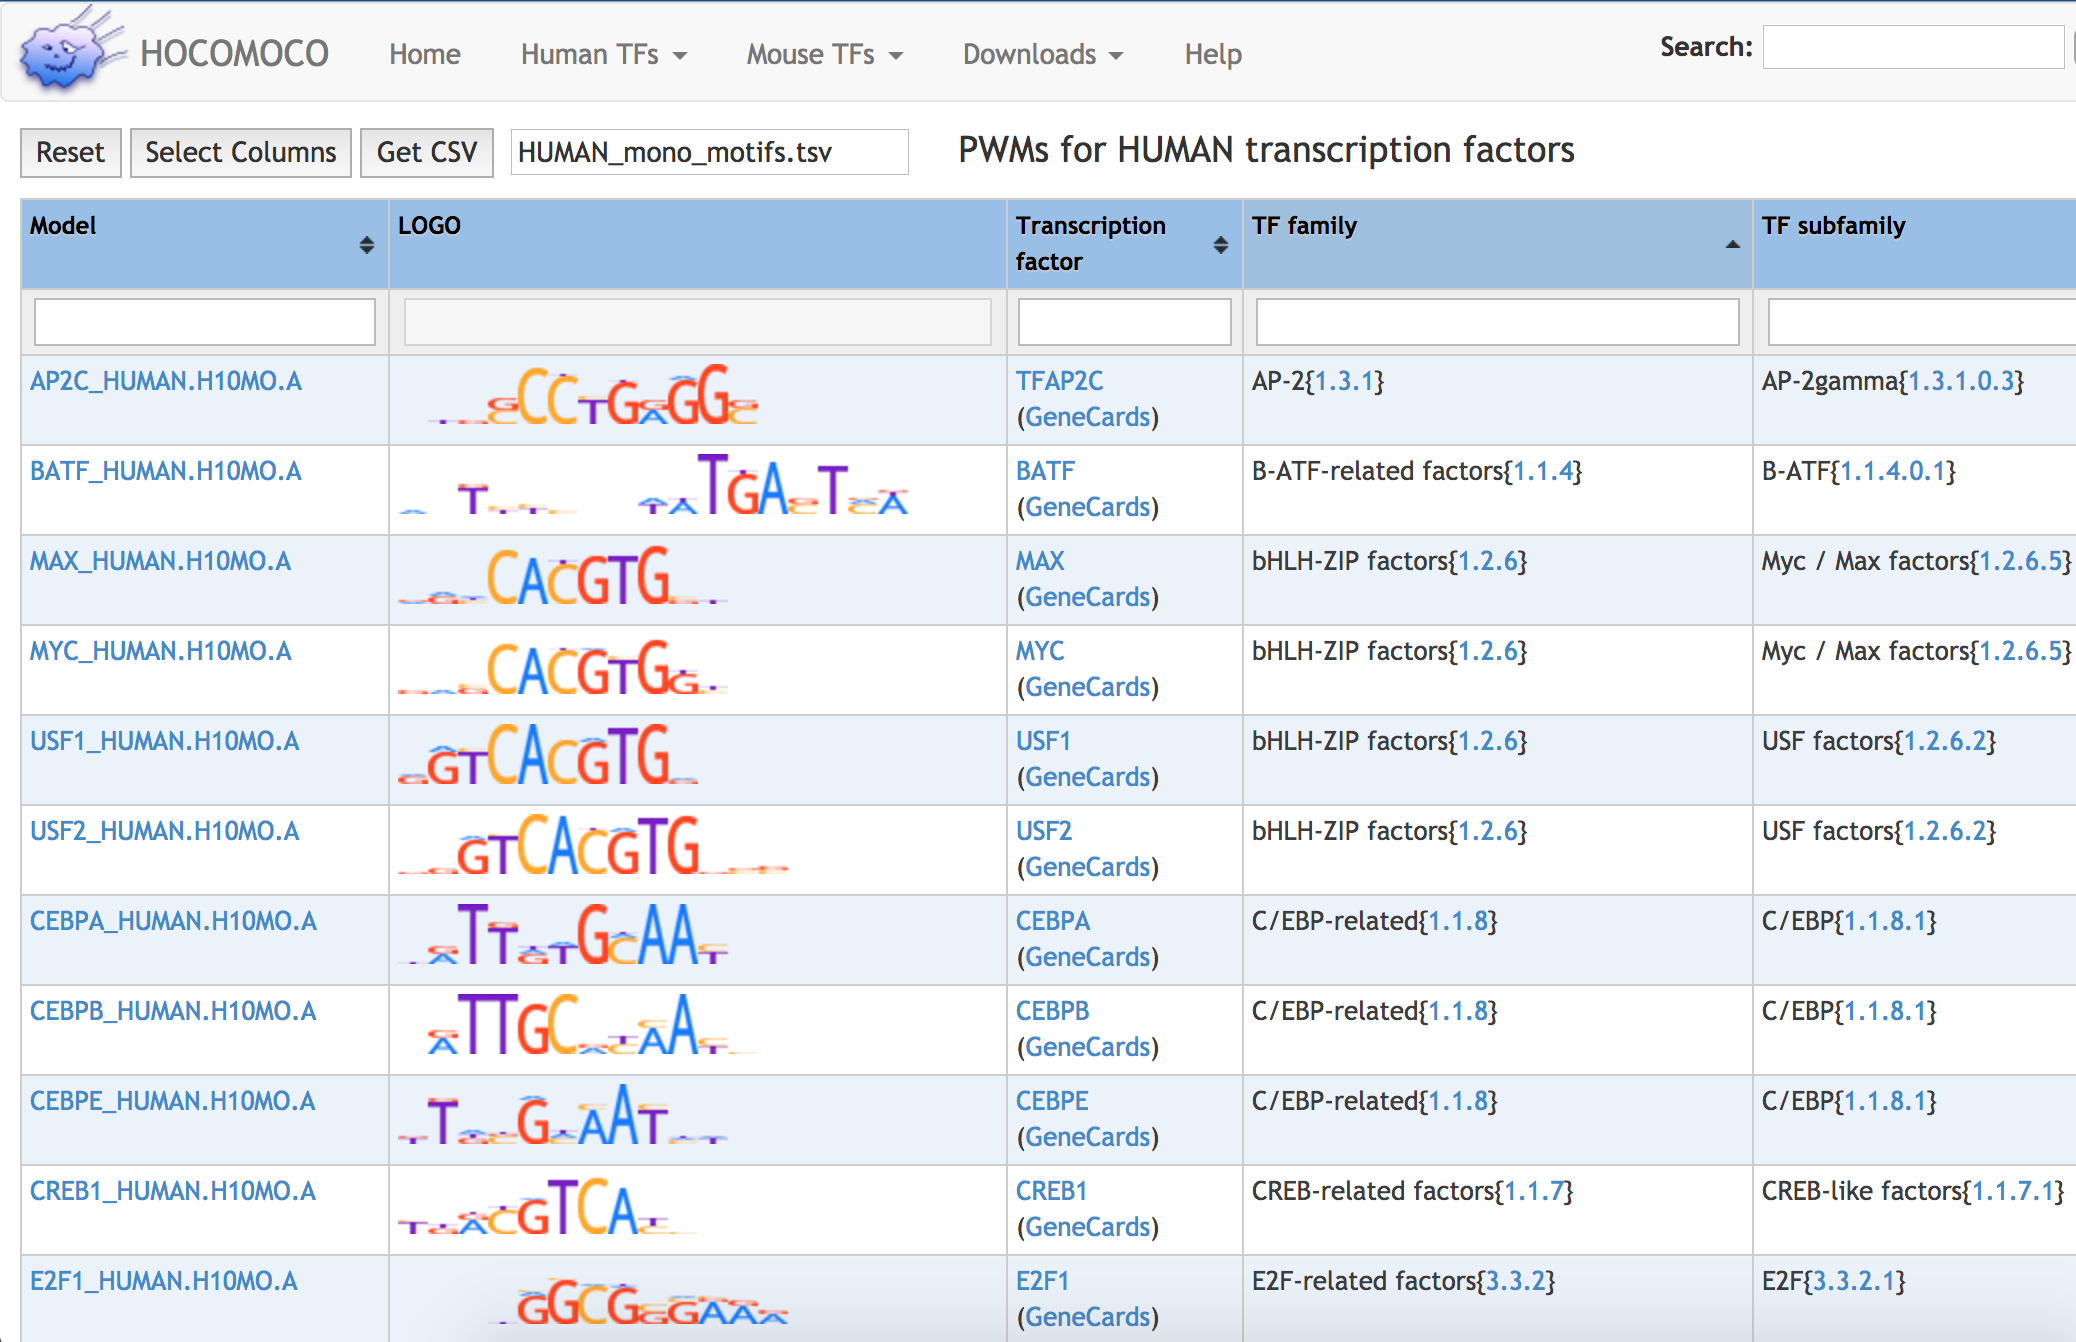 HOCOMOCO Home Human TFs Mouse TFs Downloads Help Search:
Reset Select Columns Get CSV HUMAN_mono_motifs.tsv PWMs for HUMAN transcription factors
Model LOGO Transcription factor TF family TF subfamily
AP2C_HUMAN.H10MO.A TFAP2C AP-2{1.3.1} AP-2gamma{1.3.1.0.3}
(GeneCards)
BATF_HUMAN.H10MO.A BATF B-ATF-related factors{1.1.4} B-ATF{1.1.4.0.1}
(GeneCards)
MAX_HUMAN.H10MO.A CACGTG MAX bHLH-ZIP factors{1.2.6} Myc / Max factors{1.2.6.5}
(GeneCards)
MYC_HUMAN.H10MO.A CACGTG MYC bHLH-ZIP factors{1.2.6} Myc / Max factors{1.2.6.5}
(GeneCards)
USF1_HUMAN.H10MO.A GTCACGTG USF1 bHLH-ZIP factors{1.2.6} USF factors{1.2.6.2}
(GeneCards)
USF2_HUMAN.H10MO.A GTCACGTG USF2 bHLH-ZIP factors{1.2.6} USF factors{1.2.6.2}
(GeneCards)
CEBPA_HUMAN.H10MO.A CEBPA C/EBP-related{1.1.8} C/EBP{1.1.8.1}
(GeneCards)
CEBPB_HUMAN.H10MO.A CEBPB C/EBP-related{1.1.8} C/EBP{1.1.8.1}
(GeneCards)
CEBPE_HUMAN.H10MO.A CEBPE C/EBP-related{1.1.8} C/EBP{1.1.8.1}
(GeneCards)
CREB1_HUMAN.H10MO.A CREB1 CREB-related factors{1.1.7} CREB-like factors{1.1.7.1}
(GeneCards)
E2F1_HUMAN.H10MO.A E2F1 E2F-related factors{3.3.2} E2F{3.3.2.1}
(GeneCards)